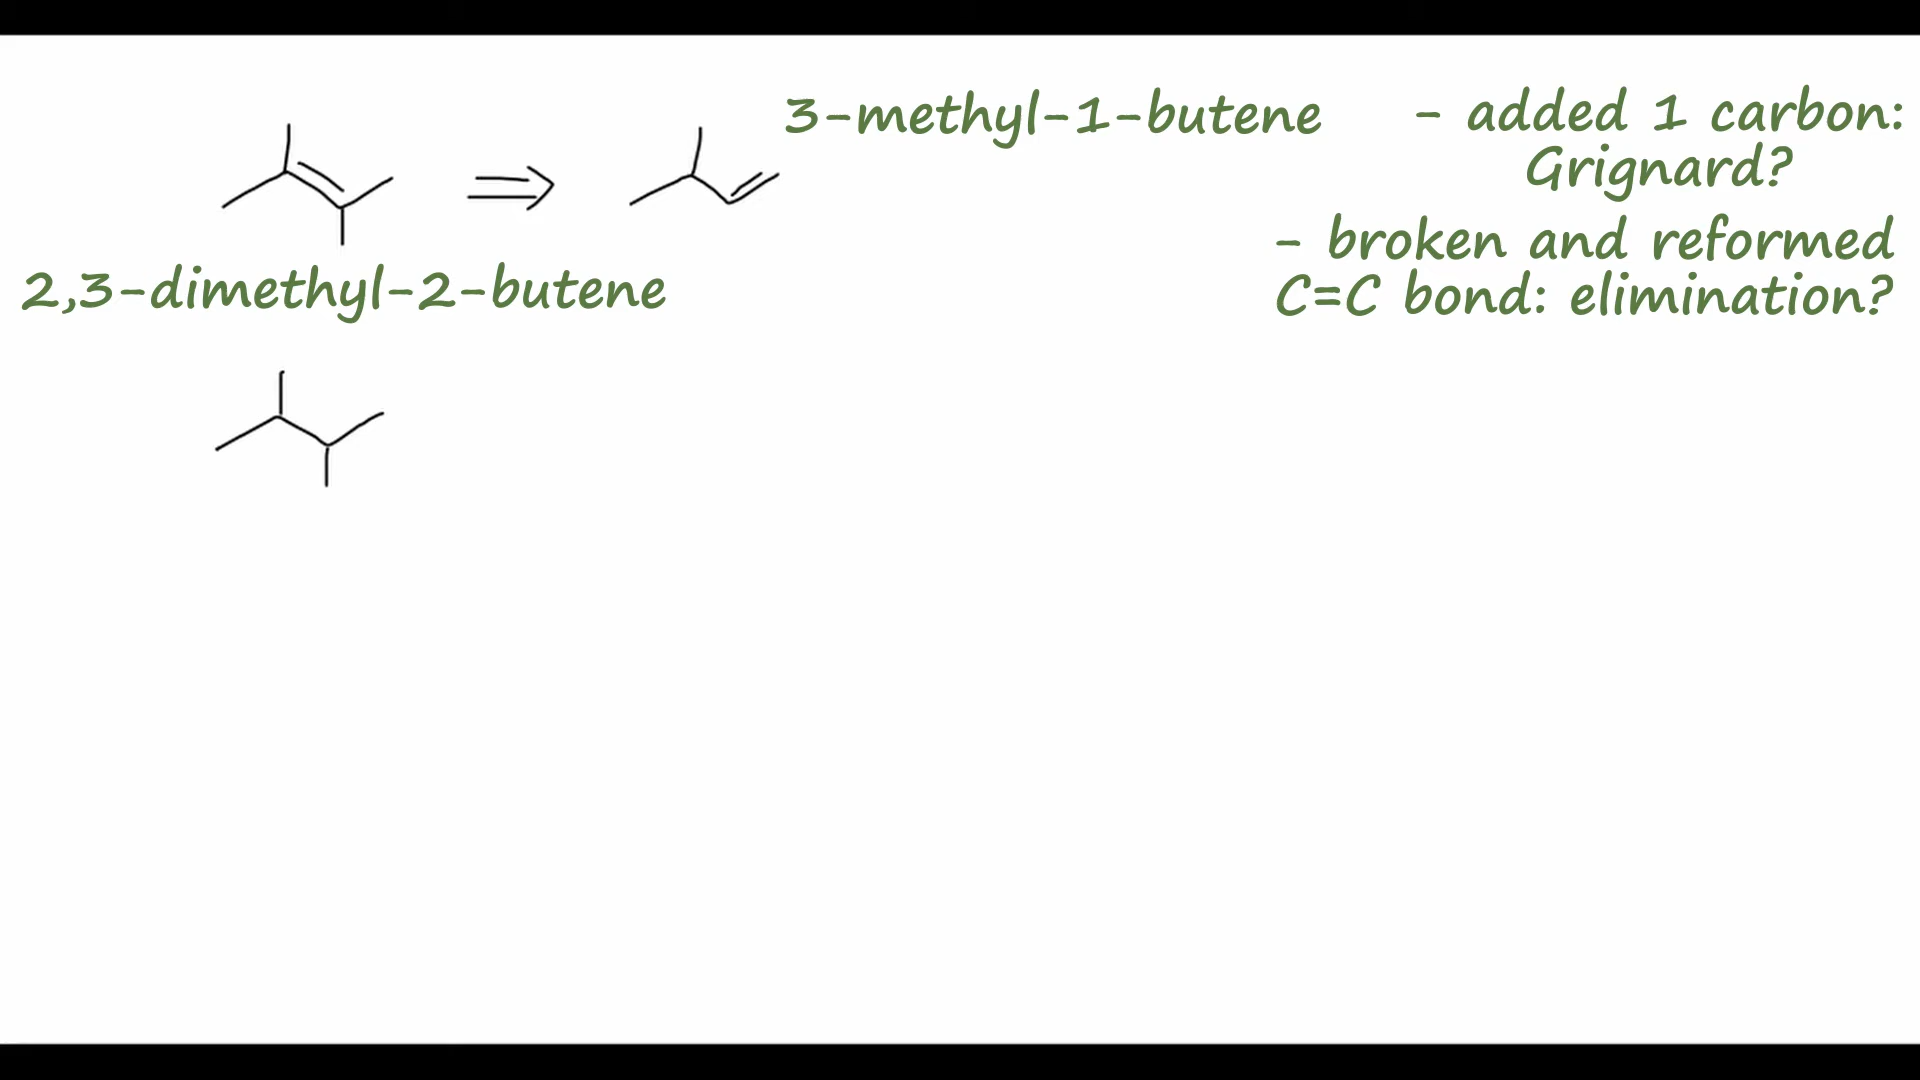 3-methyl-1-butene
- added 1 carbon:
Grignard?
- broken and reformed
C=C bond: elimination?
2,3-dimethyl-2-butene